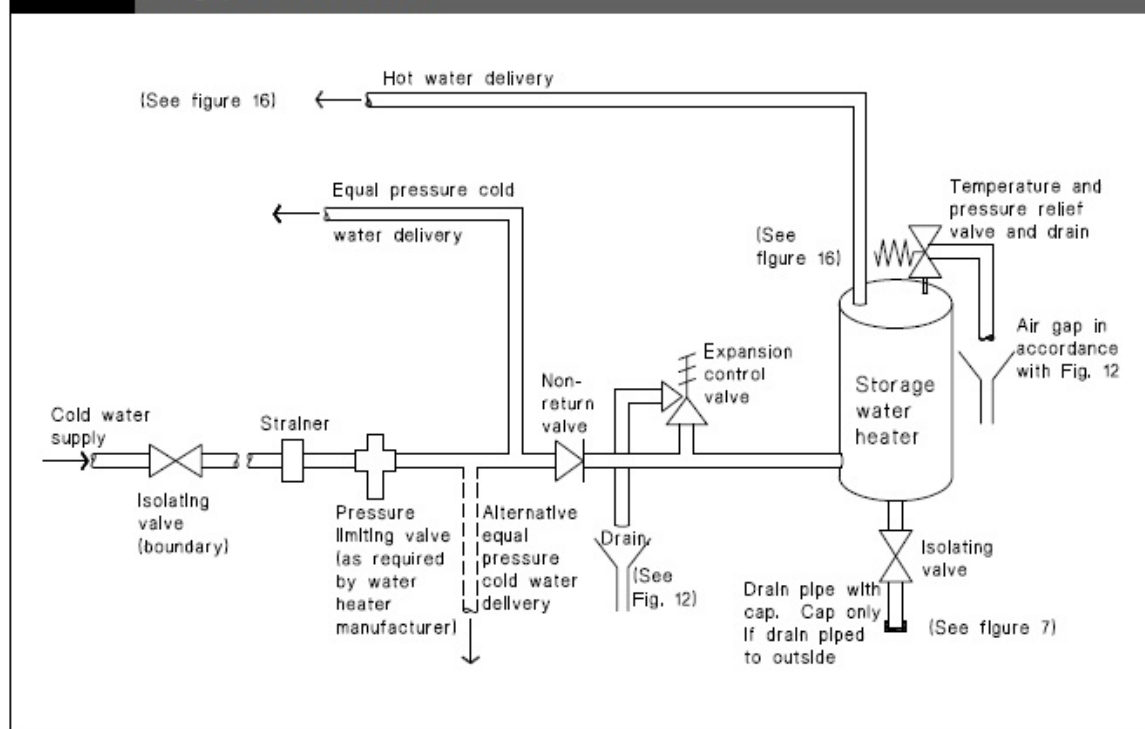 Hot water delivery
(See figure 16)
Equal pressure cold
water delivery
Temperature and
pressure relief
valve and drain
(See
figure 16)
Air gap in
accordance
with Fig. 12
Expansion
control
valve
Non-
return
valve
Storage
water
heater
Cold water
supply
Strainer
Isolating
valve
(boundary)
Pressure
limiting valve
(as required
by water
heater
manufacturer)
Alternative
equal
pressure
cold water
delivery
Drain
(See
Fig. 12)
Isolating
valve
Drain pipe with
cap. Cap only
if drain piped
to outside
(See figure 7)